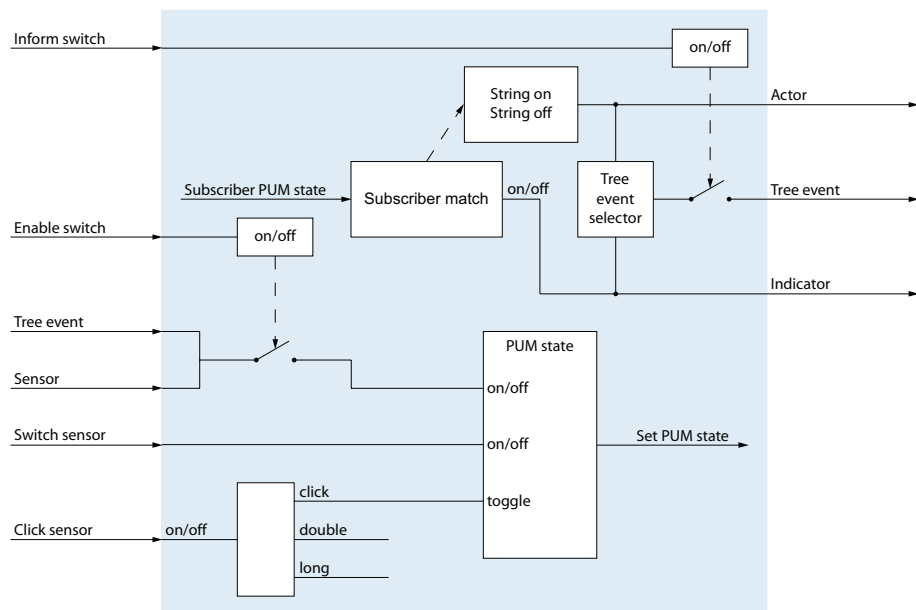 Inform switch
on/off
String on
String off
Actor
Subscriber PUM state
Subscriber match
on/off
Tree
event
selector
Tree event
Enable switch
on/off
Indicator
Tree event
PUM state
Sensor
on/off
Switch sensor
on/off
Set PUM state
click
toggle
Click sensor
on/off
double
long